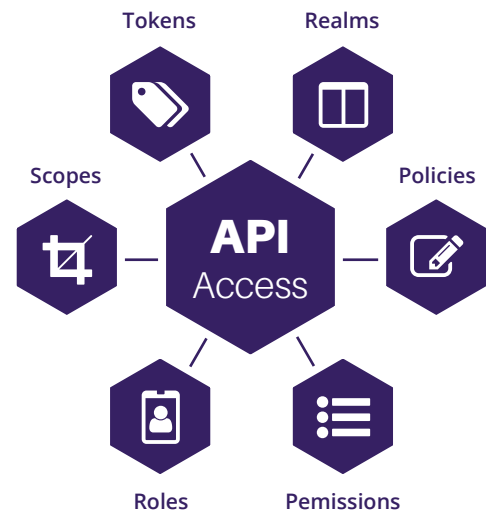 Tokens
Realms
Scopes
Policies
API
Access
Roles
Pemissions